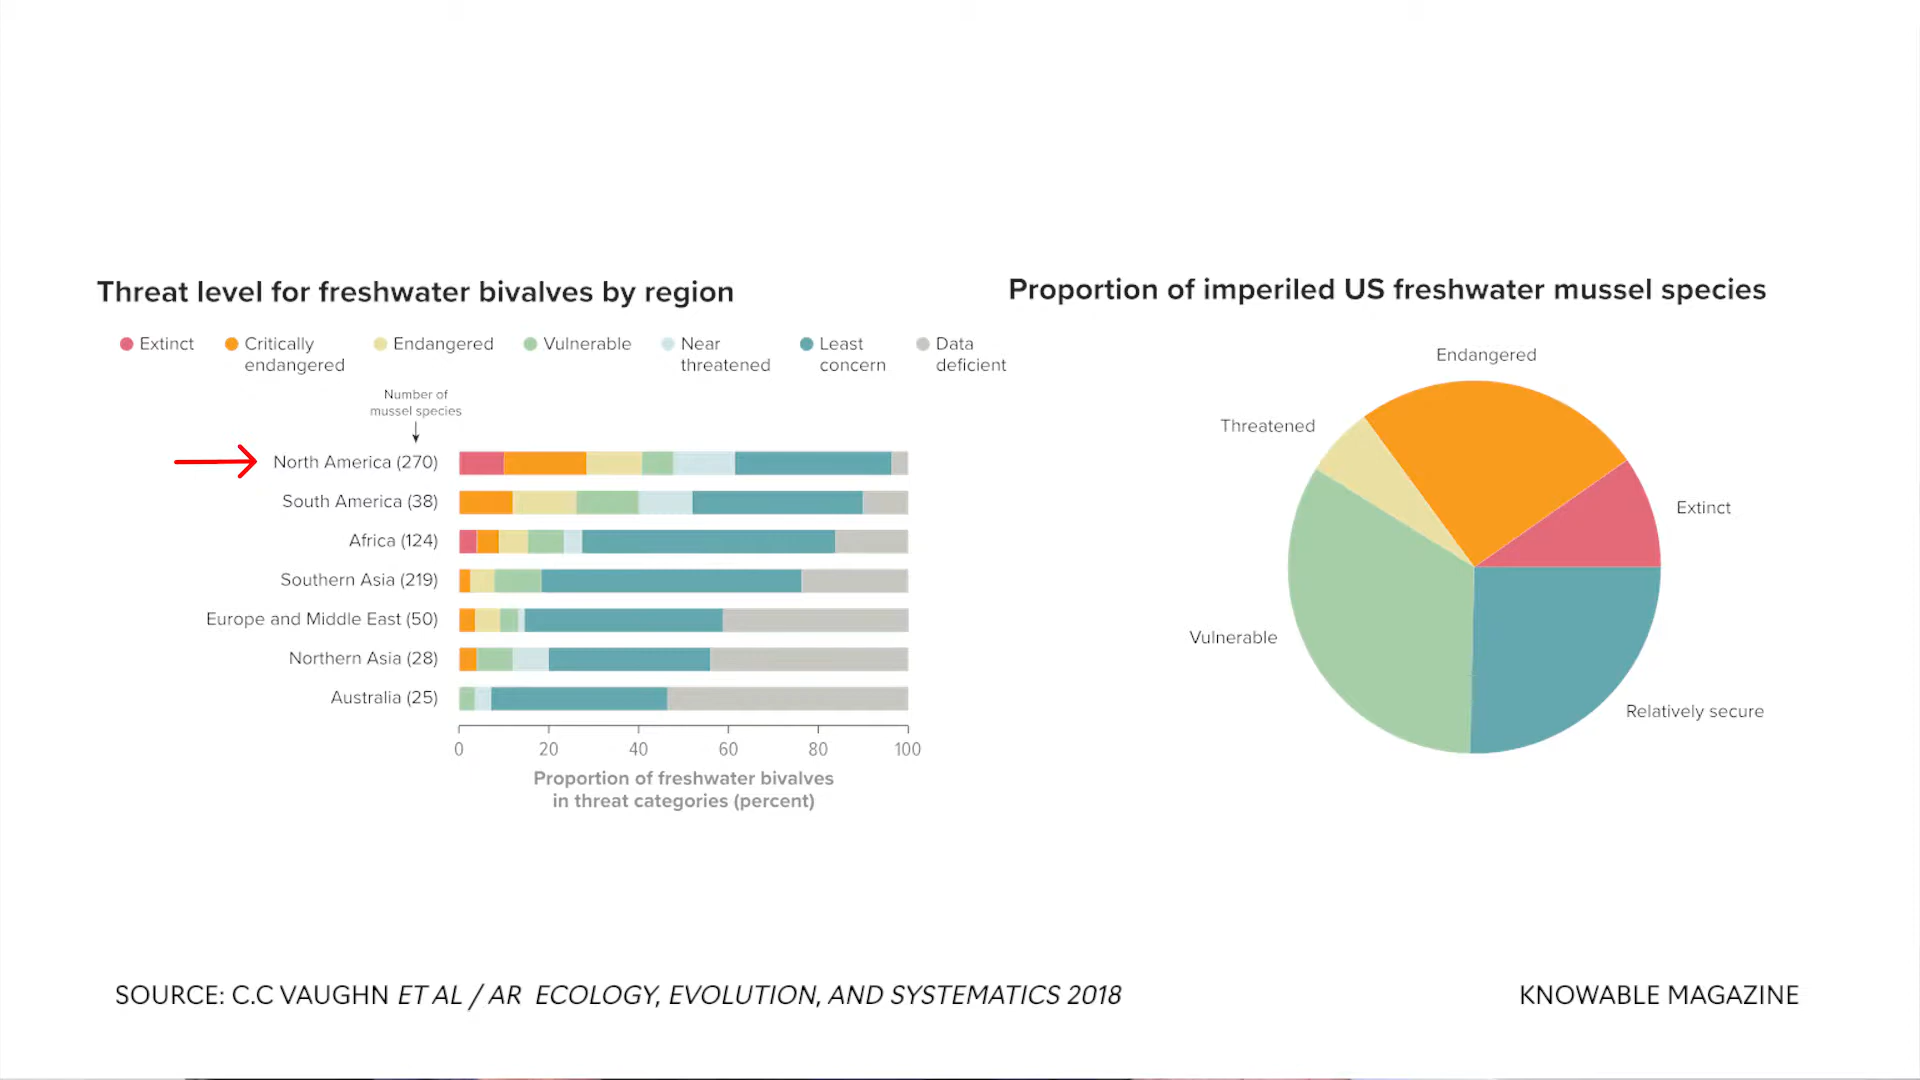 Threat level for freshwater bivalves by region
Extinct
Critically
endangered
Endangered
Vulnerable
Near
threatened
Least
concern
Data
deficient
Number of
mussel species
North America (270)
South America (38)
Africa (124)
Southern Asia (219)
Europe and Middle East (50)
Northern Asia (28)
Australia (25)
0 20 40 60 80 100
Proportion of freshwater bivalves
in threat categories (percent)
Proportion of imperiled US freshwater mussel species
Endangered
Threatened
Extinct
Vulnerable
Relatively secure
SOURCE: C.C VAUGHN ET AL / AR ECOLOGY, EVOLUTION, AND SYSTEMATICS 2018
KNOWABLE MAGAZINE